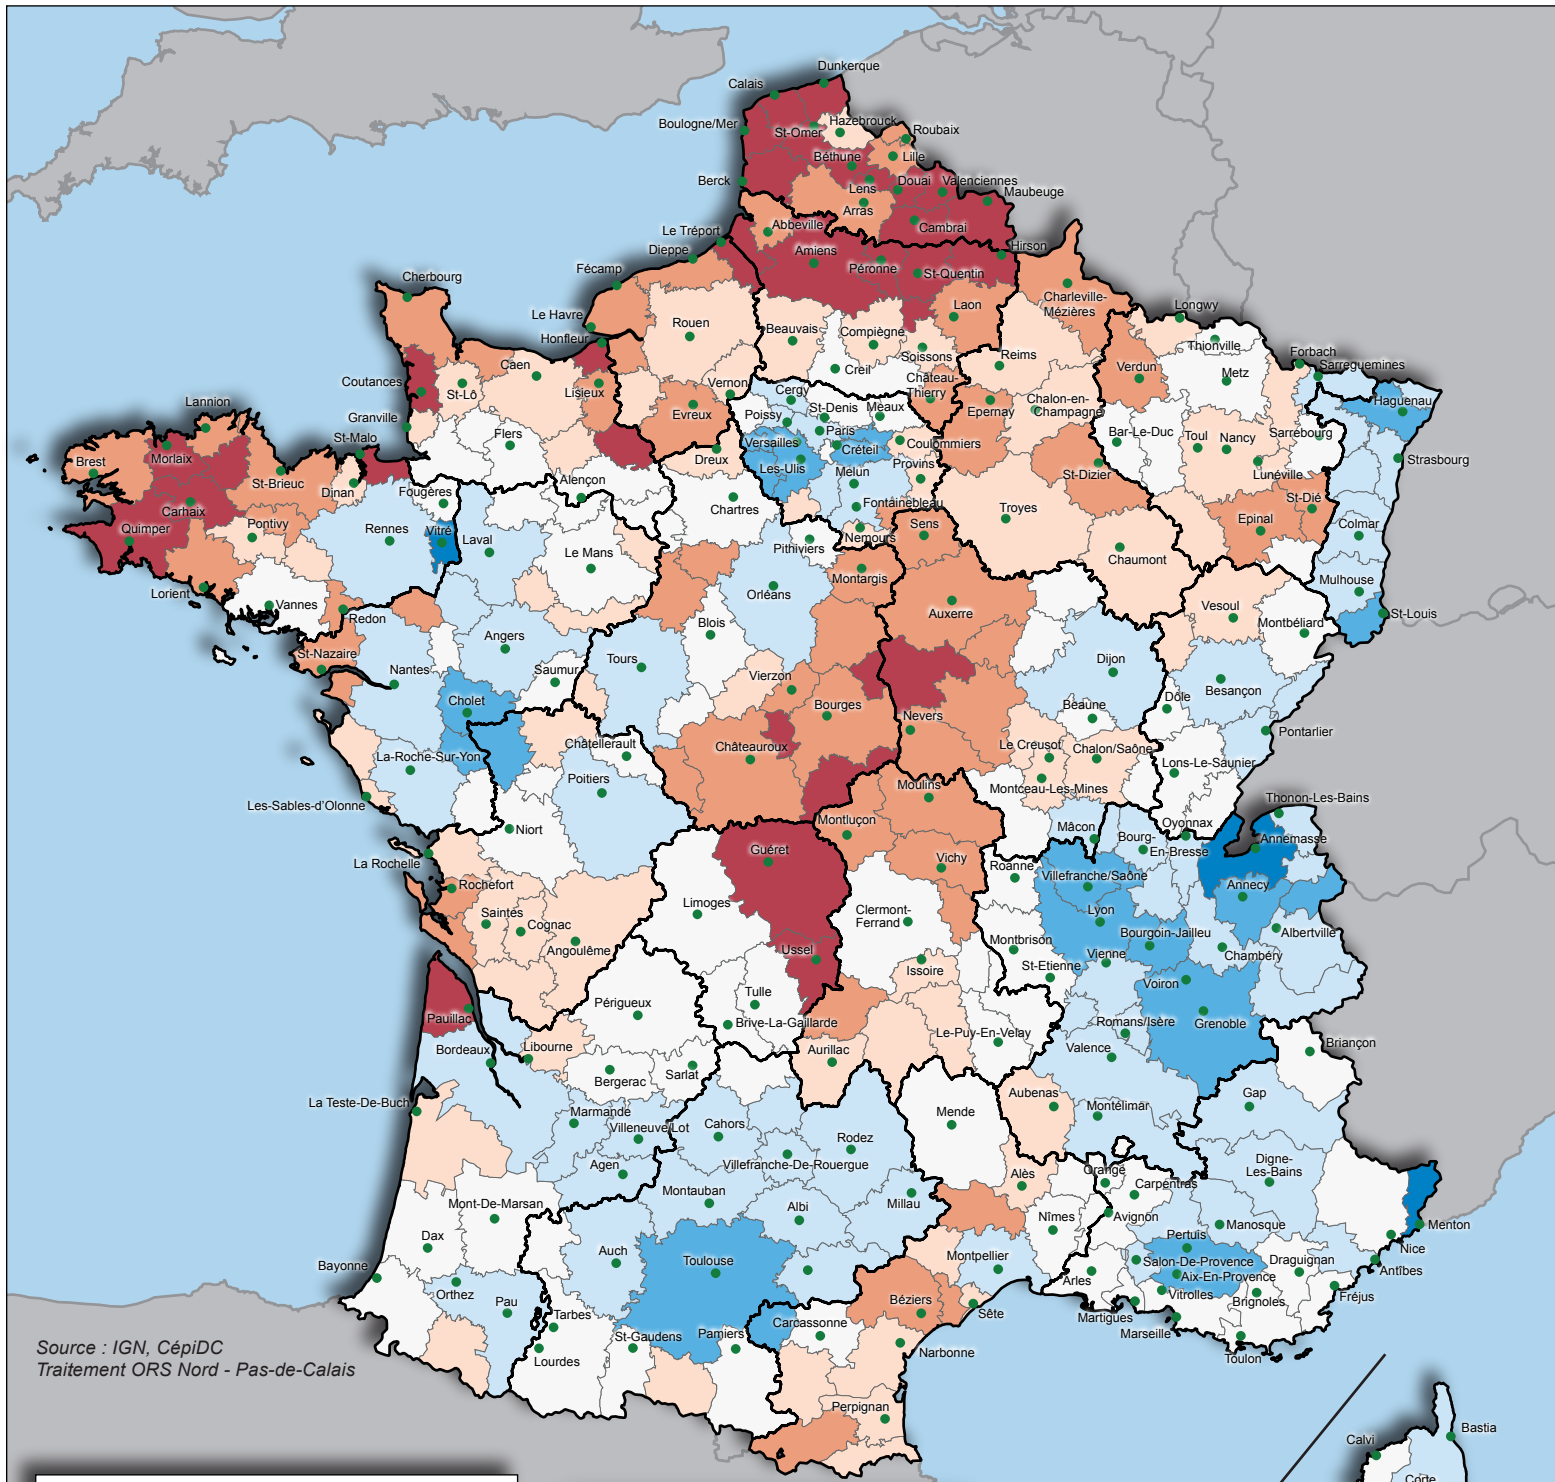 Dunkerque
Calais
Boulogne/Mer
Hazebrouck
St-Omer
Roubaix
Lille
Béthune
Berck
Lens
Douai
Valenciennes
Maubeuge
Arras
Abbeville
Cambrai
Le Tréport
Dieppe
Amiens
Péronne
Hirson
St-Quentin
Fécamp
Cherbourg
Laon
Charleville-
Mézières
Longwy
Le Havre
Honfleur
Rouen
Beauvais
Compiègne
Soissons
Reims
Thionville
Forbach
Sarreguemines
Verdun
Metz
Caen
Creil
Château-
Thierry
Coutances
St-Lô
Lisieux
Vernon
Evreux
Cergy
Poissy
St-Denis
Meaux
Epernay
Chalon-en-
Champagne
Haguenau
Lannion
Granville
St-Malo
Flers
Paris
Versailles
Créteil
Coulommiers
Bar-Le-Duc
Toul
Nancy
Sarrebourg
Strasbourg
Morlaix
Brest
St-Brieuc
Dinan
Fougères
Alençon
Dreux
Les-Ulis
Melun
Provins
St-Dizier
Lunéville
St-Dié
Carhaix
Chartres
Fontainebleau
Quimper
Pontivy
Rennes
Vitré
Laval
Le Mans
Pithiviers
Nemours
Sens
Troyes
Epinal
Colmar
Chaumont
Lorient
Vannes
Redon
Orléans
Montargis
Mulhouse
St-Louis
Auxerre
Vesoul
Montbéliard
Angers
Blois
St-Nazaire
Nantes
Saumur
Tours
Dijon
Besançon
Cholet
Vierzon
Bourges
Nevers
Beaune
Dôle
Pontarlier
La-Roche-Sur-Yon
Châtellerault
Châteauroux
Le Creusot
Chalon/Saône
Lons-Le-Saunier
Poitiers
Montceau-Les-Mines
Les-Sables-d'Olonne
Moulins
Thonon-Les-Bains
Niort
Montluçon
Mâcon
Bourg-
En-Bresse
Oyonnax
Annemasse
La Rochelle
Guéret
Vichy
Roanne
Villefranche/Saône
Annecy
Rochefort
Saintes
Cognac
Angoulême
Limoges
Clermont-
Ferrand
Lyon
Albertville
Montbrison
Bourgoin-Jailleu
Ussel
Issoire
St-Etienne
Vienne
Chambéry
Voiron
Tulle
Périgueux
Brive-La-Gaillarde
Pauillac
Grenoble
Le-Puy-En-Velay
Romans/Isère
Bordeaux
Libourne
Aurillac
Valence
Briançon
Bergerac
Sarlat
La Teste-De-Buch
Aubenas
Gap
Marmande
Villeneuve/Lot
Cahors
Rodez
Mende
Montélimar
Agen
Villefranche-De-Rouergue
Digne-
Les-Bains
Alès
Orange
Carpentras
Montauban
Albi
Millau
Mont-De-Marsan
Nîmes
Avignon
Manosque
Menton
Dax
Auch
Toulouse
Montpellier
Pertuis
Nice
Bayonne
Salon-De-Provence
Draguignan
Antîbes
Arles
Aix-En-Provence
Orthez
Pau
Béziers
Sète
Vitrolles
Brignoles
Fréjus
Tarbes
Martigues
Carcassonne
St-Gaudens
Pamiers
Marseille
Source : IGN, CépiDC
Traitement ORS Nord - Pas-de-Calais
Lourdes
Narbonne
Toulon
Perpignan
Bastia
Calvi
Corte